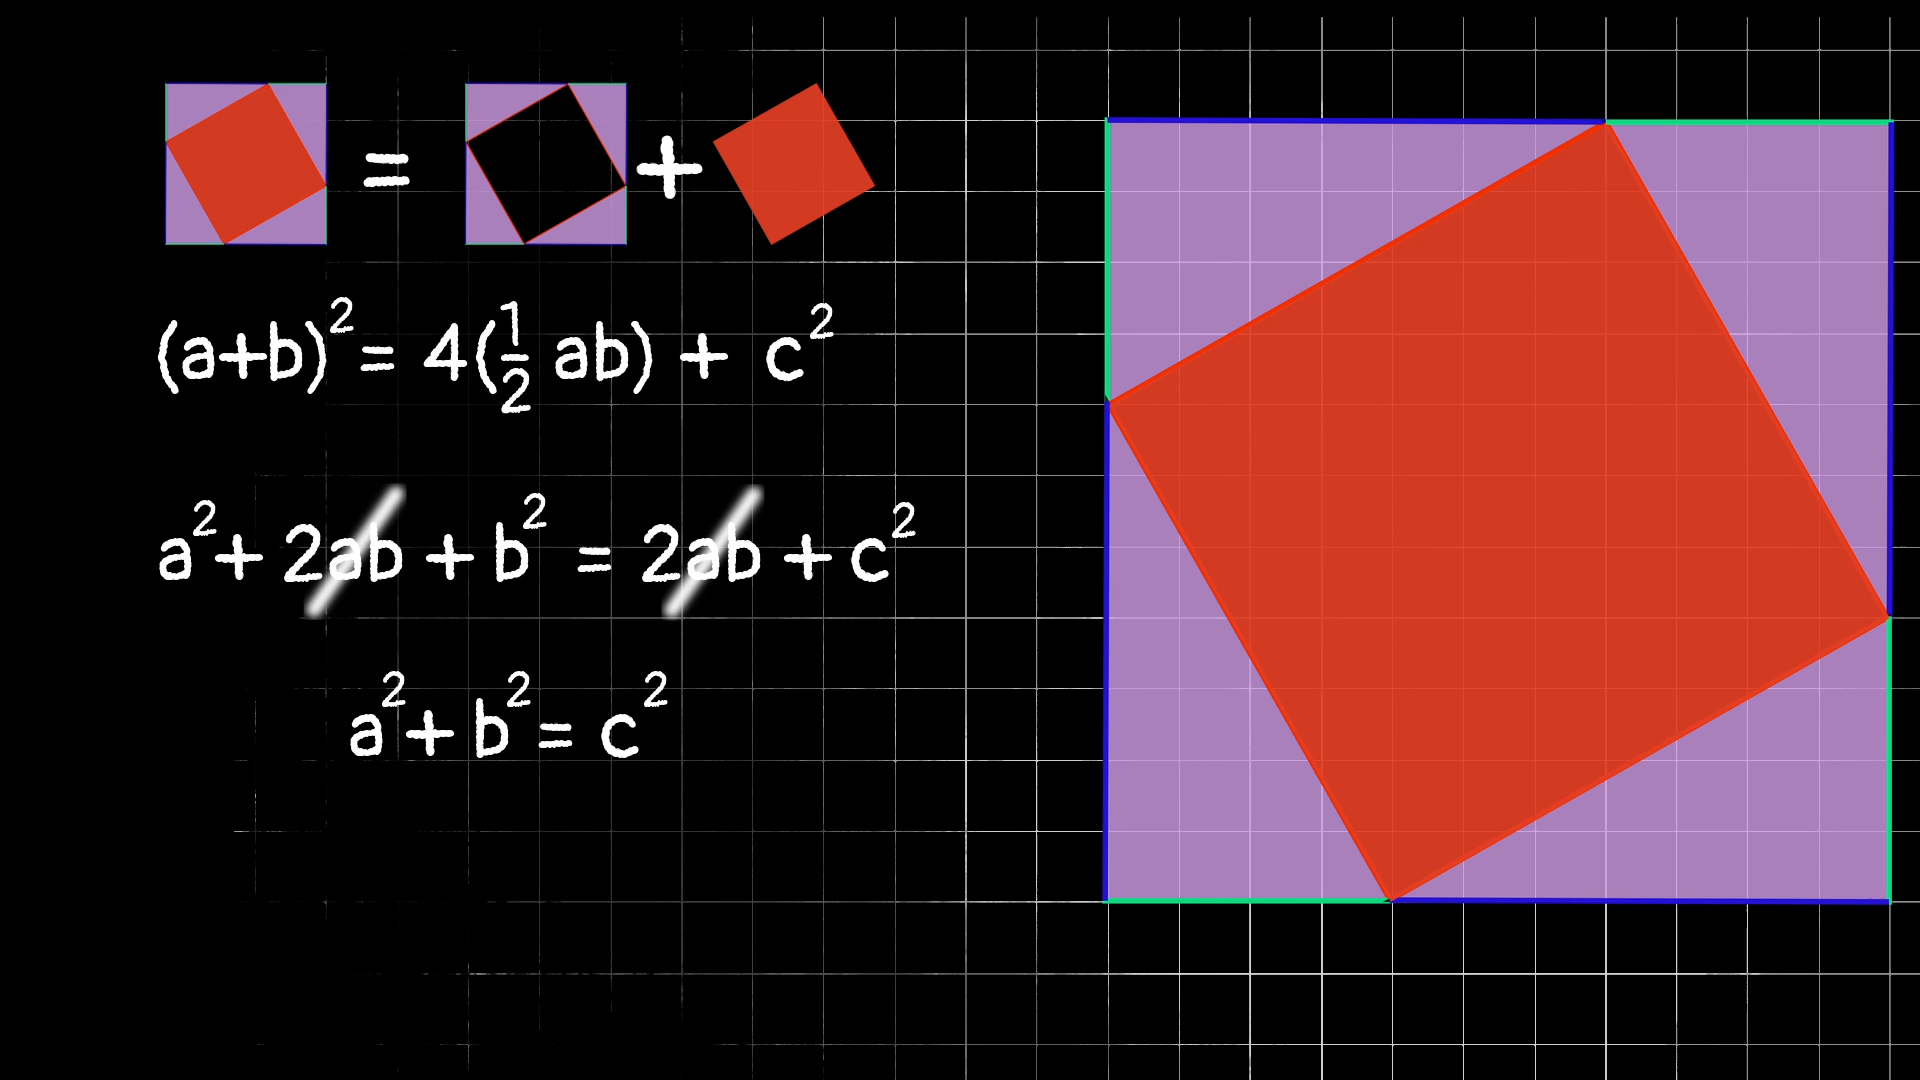 = +
(a+b)² = 4(½ ab) + c²
a² + 2ab + b² = 2ab + c²
a² + b² = c²